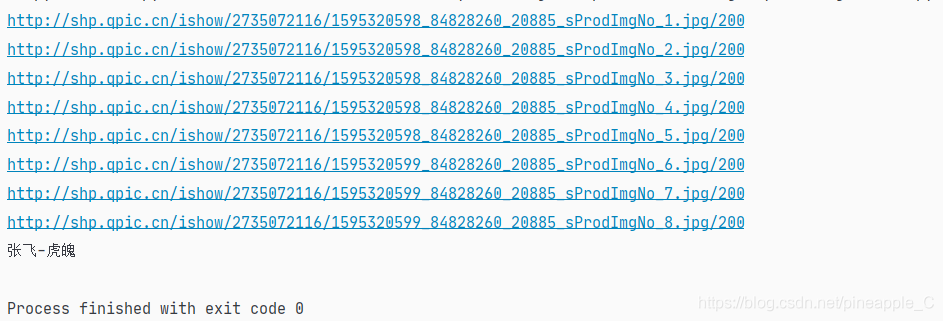 http://shp.qpic.cn/ishow/2735072116/1595320598_84828260_20885_sProdImgNo_1.jpg/200
http://shp.qpic.cn/ishow/2735072116/1595320598_84828260_20885_sProdImgNo_2.jpg/200
http://shp.qpic.cn/ishow/2735072116/1595320598_84828260_20885_sProdImgNo_3.jpg/200
http://shp.qpic.cn/ishow/2735072116/1595320598_84828260_20885_sProdImgNo_4.jpg/200
http://shp.qpic.cn/ishow/2735072116/1595320598_84828260_20885_sProdImgNo_5.jpg/200
http://shp.qpic.cn/ishow/2735072116/1595320599_84828260_20885_sProdImgNo_6.jpg/200
http://shp.qpic.cn/ishow/2735072116/1595320599_84828260_20885_sProdImgNo_7.jpg/200
http://shp.qpic.cn/ishow/2735072116/1595320599_84828260_20885_sProdImgNo_8.jpg/200
张飞-虎魄
Process finished with exit code 0
https://blog.csdn.net/pineapple_C